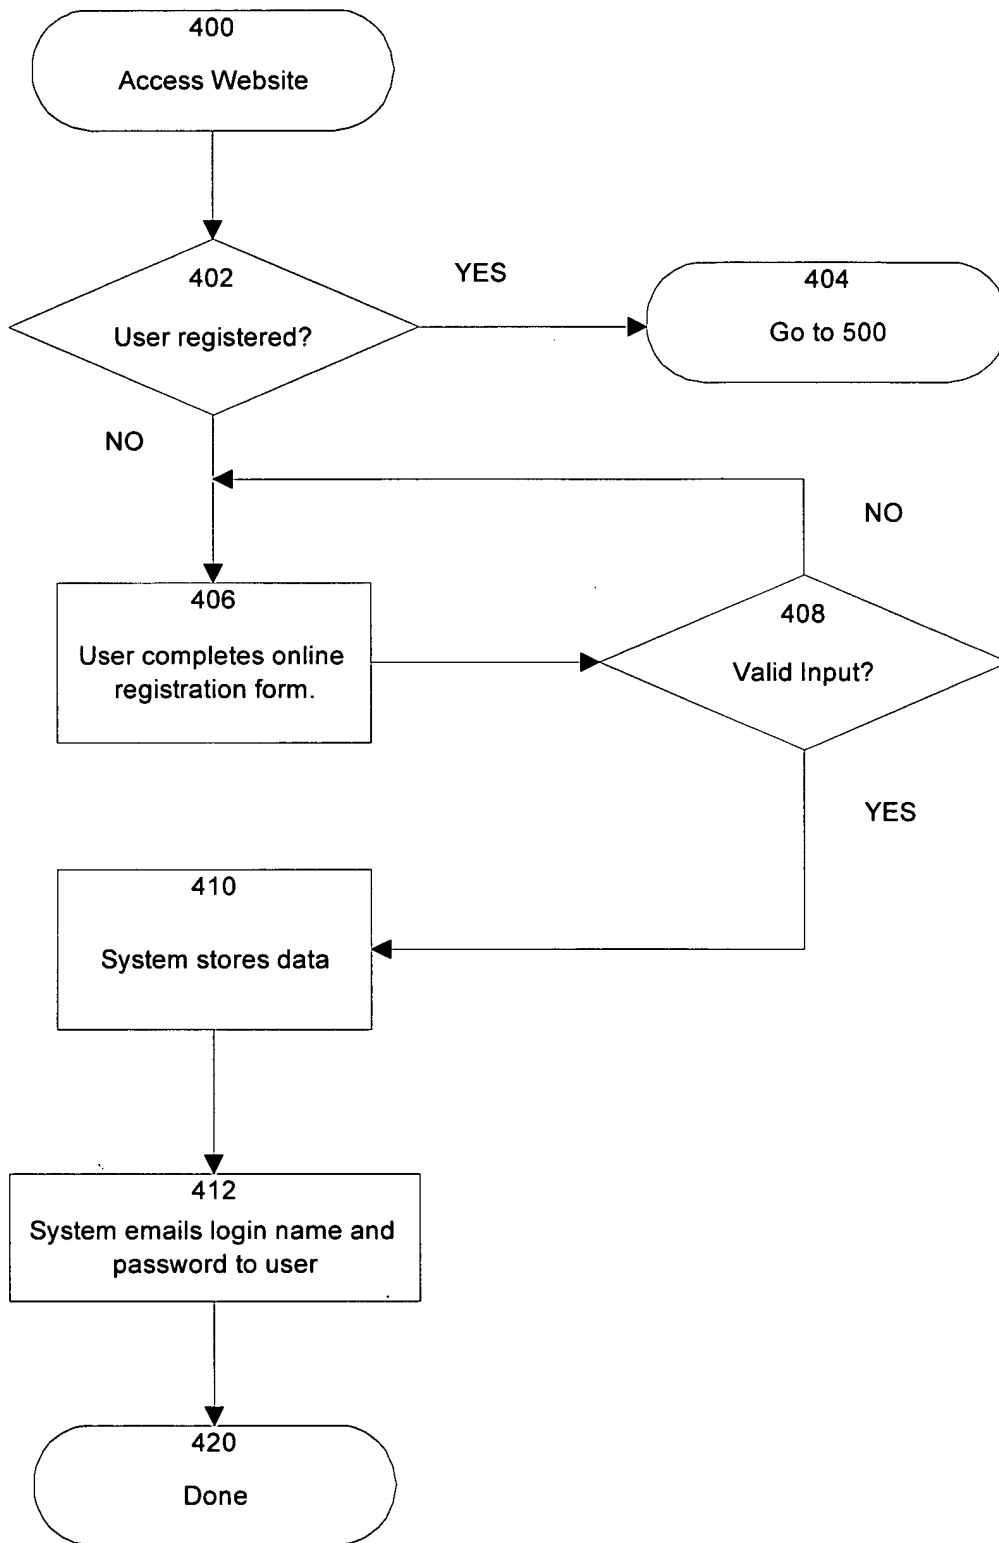 400
Access Website
402
User registered?
YES
404
Go to 500
NO
NO
406
User completes online
registration form.
408
Valid Input?
YES
410
System stores data
412
System emails login name and
password to user
420
Done